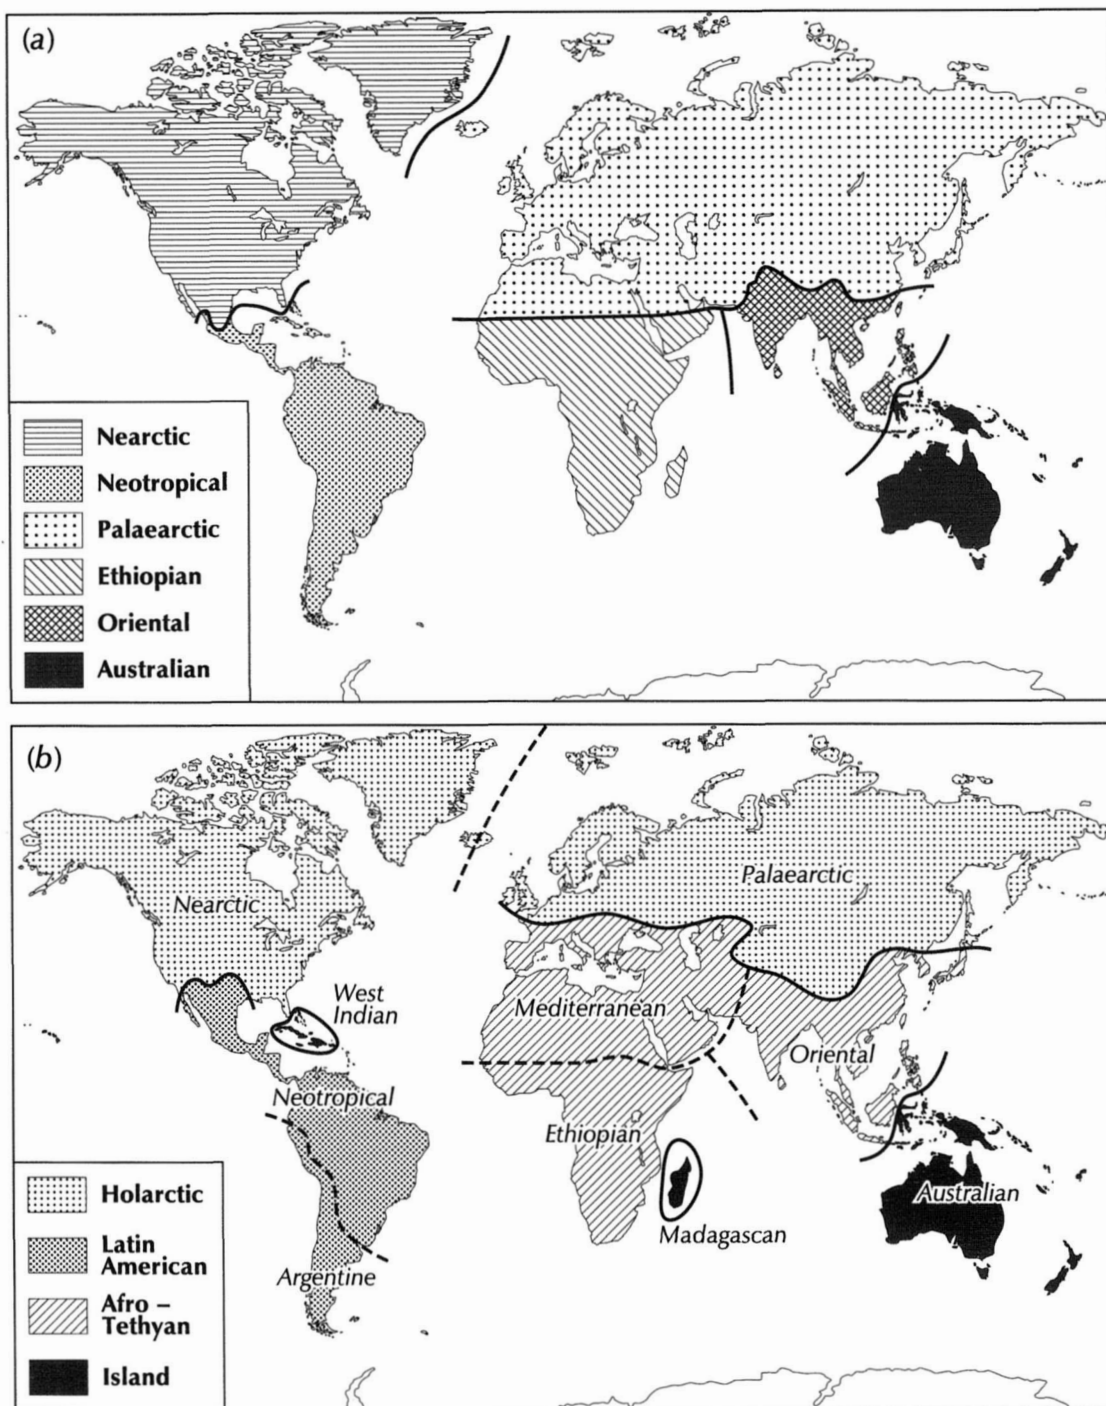 (a)
Nearctic
Neotropical
Palaearctic
Ethiopian
Oriental
Australian
(b)
Nearctic
Palaearctic
West
Indian
Mediterranean
Oriental
Neotropical
Ethiopian
Australian
Madagascan
Argentine
Holarctic
Latin
American
Afro –
Tethyan
Island